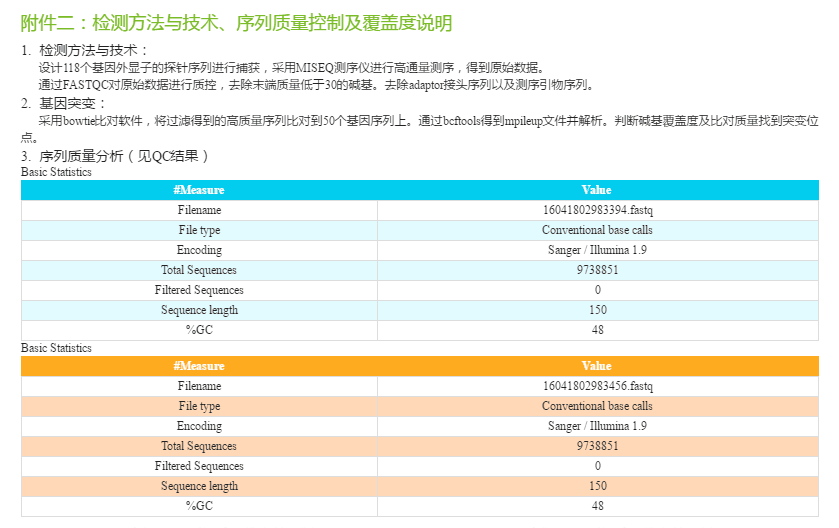 附件二：检测方法与技术、序列质量控制及覆盖度说明
1. 检测方法与技术：
设计118个基因外显子的探针序列进行捕获，采用MISEQ测序仪进行高通量测序，得到原始数据。
通过FASTQC对原始数据进行质控，去除末端质量低于30的碱基。去除adaptor接头序列以及测序引物序列。
2. 基因突变：
采用bowtie比对软件，将过滤得到的高质量序列比对到50个基因序列上。通过bcftools得到mpileup文件并解析。判断碱基覆盖度及比对质量找到突变位
点。
3. 序列质量分析（见QC结果）
Basic Statistics
#Measure Value
Filename 16041802983394.fastq
File type Conventional base calls
Encoding Sanger / Illumina 1.9
Total Sequences 9738851
Filtered Sequences 0
Sequence length 150
%GC 48
Basic Statistics
#Measure Value
Filename 16041802983456.fastq
File type Conventional base calls
Encoding Sanger / Illumina 1.9
Total Sequences 9738851
Filtered Sequences 0
Sequence length 150
%GC 48